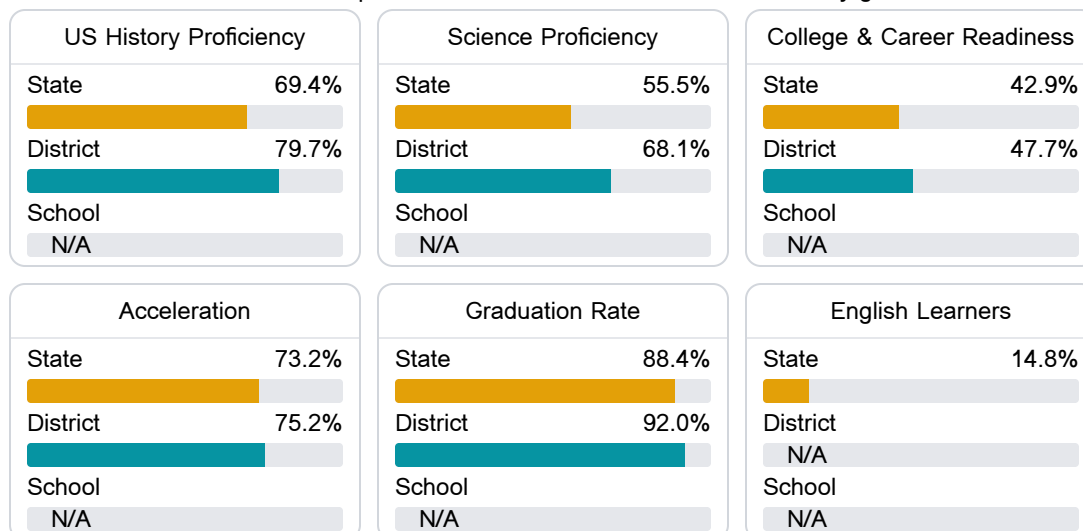 US History Proficiency
State 69.4%
District 79.7%
School
N/A
Science Proficiency
State 55.5%
District 68.1%
School
N/A
College & Career Readiness
State 42.9%
District 47.7%
School
N/A
Acceleration
State 73.2%
District 75.2%
School
N/A
Graduation Rate
State 88.4%
District 92.0%
School
N/A
English Learners
State 14.8%
District
N/A
School
N/A